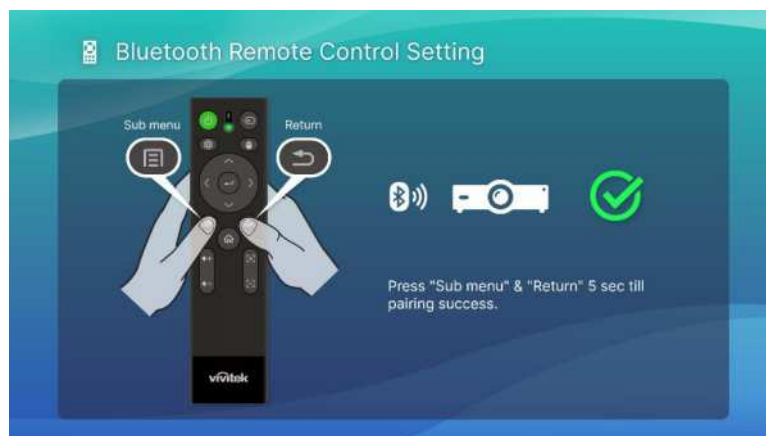 Bluetooth Remote Control Setting
Sub menu
Return
Press "Sub menu" & "Return" 5 sec till
pairing success.
vivitek